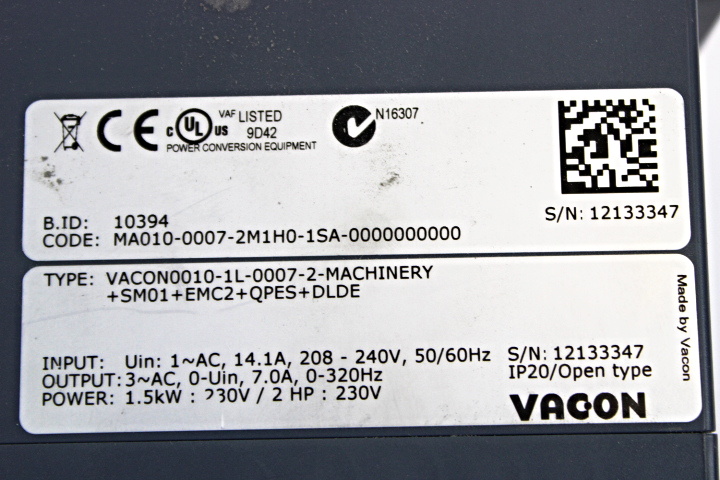 CE
c UL us VAF LISTED
9D42
POWER CONVERSION EQUIPMENT
N16307
S/N: 12133347
B.ID: 10394
CODE: MA010-0007-2M1H0-1SA-0000000000
TYPE: VACON0010-1L-0007-2-MACHINERY
+SM01+EMC2+QPES+DLDE
INPUT: Uin: 1~AC, 14.1A, 208 - 240V, 50/60Hz
OUTPUT: 3~AC, 0-Uin, 7.0A, 0-320Hz
POWER: 1.5kW : 230V / 2 HP : 230V
S/N: 12133347
IP20/Open type
VACON
Made by Vacon